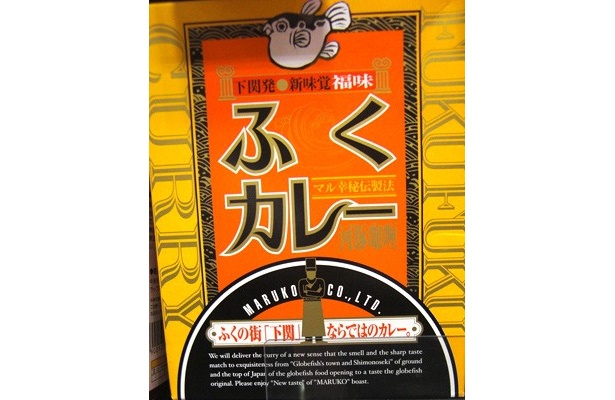 下関発●新味覚福味
ふく
マル幸秘伝製法
カレー
CURRY
FUKU FUKU
MARUKO CO., LTD.
ふくの街「下関」ならではのカレー。
We will deliver the curry of a new sense that the smell and the sharp taste
match to exquisiteness from "Globefish's town and Shimonoseki" of ground
and the top of Japan of the globefish food opening to a taste the globefish
original. Please enjoy "New taste" of "MARUKO" boast.